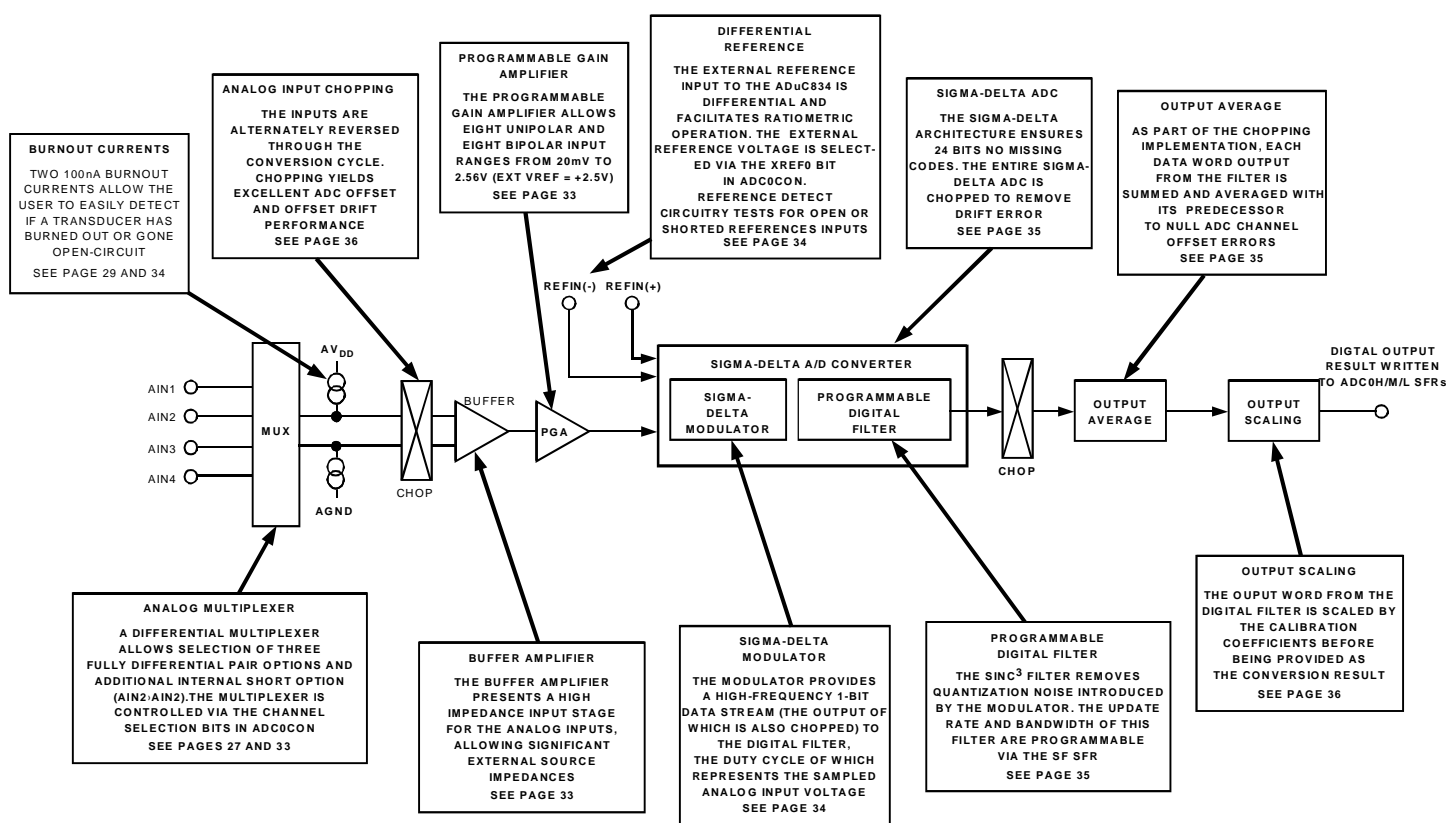 DIFFERENTIAL
REFERENCE
THE EXTERNAL REFERENCE
INPUT TO THE ADuC834 IS
DIFFERENTIAL AND
FACILITATES RATIOMETRIC
OPERATION. THE EXTERNAL
REFERENCE VOLTAGE IS SELECT-
ED VIA THE XREF0 BIT
IN ADC0CON.
REFERENCE DETECT
CIRCUITRY TESTS FOR OPEN OR
SHORTED REFERENCES INPUTS
SEE PAGE 34
PROGRAMMABLE GAIN
AMPLIFIER
THE PROGRAMMABLE
GAIN AMPLIFIER ALLOWS
EIGHT UNIPOLAR AND
EIGHT BIPOLAR INPUT
RANGES FROM 20mV TO
2.56V (EXT VREF = +2.5V)
SEE PAGE 33
ANALOG INPUT CHOPPING
THE INPUTS ARE
ALTERNATELY REVERSED
THROUGH THE
CONVERSION CYCLE.
CHOPPING YIELDS
EXCELLENT ADC OFFSET
AND OFFSET DRIFT
PERFORMANCE
SEE PAGE 36
SIGMA-DELTA ADC
THE SIGMA-DELTA
ARCHITECTURE ENSURES
24 BITS NO MISSING
CODES. THE ENTIRE SIGMA-
DELTA ADC IS
CHOPPED TO REMOVE
DRIFT ERROR
SEE PAGE 35
OUTPUT AVERAGE
AS PART OF THE CHOPPING
IMPLEMENTATION, EACH
DATA WORD OUTPUT
FROM THE FILTER IS
SUMMED AND AVERAGED WITH
ITS PREDECESSOR
TO NULL ADC CHANNEL
OFFSET ERRORS
SEE PAGE 35
BURNOUT CURRENTS
TWO 100nA BURNOUT
CURRENTS ALLOW THE
USER TO EASILY DETECT
IF A TRANSDUCER HAS
BURNED OUT OR GONE
OPEN-CIRCUIT
SEE PAGE 29 AND 34
REFIN(-) REFIN(+)
AVDD
AIN1
AIN2
AIN3
AIN4
MUX
AGND
CHOP
BUFFER
PGA
SIGMA-DELTA A/D CONVERTER
SIGMA-
DELTA
MODULATOR
PROGRAMMABLE
DIGITAL
FILTER
CHOP
OUTPUT
AVERAGE
OUTPUT
SCALING
DIGTAL OUTPUT
RESULT WRITTEN
TO ADC0H/M/L SFRs
ANALOG MULTIPLEXER
A DIFFERENTIAL MULTIPLEXER
ALLOWS SELECTION OF THREE
FULLY DIFFERENTIAL PAIR OPTIONS AND
ADDITIONAL INTERNAL SHORT OPTION
(AIN2›AIN2).THE MULTIPLEXER IS
CONTROLLED VIA THE CHANNEL
SELECTION BITS IN ADC0CON
SEE PAGES 27 AND 33
BUFFER AMPLIFIER
THE BUFFER AMPLIFIER
PRESENTS A HIGH
IMPEDANCE INPUT STAGE
FOR THE ANALOG INPUTS,
ALLOWING SIGNIFICANT
EXTERNAL SOURCE
IMPEDANCES
SEE PAGE 33
SIGMA-DELTA
MODULATOR
THE MODULATOR PROVIDES
A HIGH-FREQUENCY 1-BIT
DATA STREAM (THE OUTPUT OF
WHICH IS ALSO CHOPPED) TO
THE DIGITAL FILTER,
THE DUTY CYCLE OF WHICH
REPRESENTS THE SAMPLED
ANALOG INPUT VOLTAGE
SEE PAGE 34
PROGRAMMABLE
DIGITAL FILTER
THE SINC3 FILTER REMOVES
QUANTIZATION NOISE INTRODUCED
BY THE MODULATOR. THE UPDATE
RATE AND BANDWIDTH OF THIS
FILTER ARE PROGRAMMABLE
VIA THE SF SFR
SEE PAGE 35
OUTPUT SCALING
THE OUPUT WORD FROM THE
DIGITAL FILTER IS SCALED BY
THE CALIBRATION
COEFFICIENTS BEFORE
BEING PROVIDED AS
THE CONVERSION RESULT
SEE PAGE 36